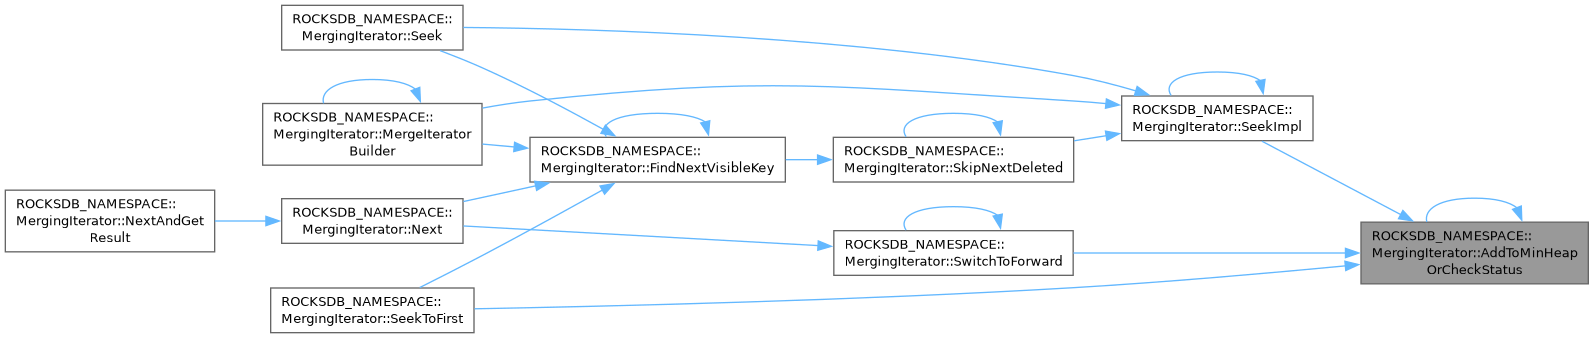 ROCKSDB_NAMESPACE::
MergingIterator::Seek
ROCKSDB_NAMESPACE::
MergingIterator::MergeIterator
Builder
ROCKSDB_NAMESPACE::
MergingIterator::NextAndGet
Result
ROCKSDB_NAMESPACE::
MergingIterator::Next
ROCKSDB_NAMESPACE::
MergingIterator::SeekToFirst
ROCKSDB_NAMESPACE::
MergingIterator::FindNextVisibleKey
ROCKSDB_NAMESPACE::
MergingIterator::SkipNextDeleted
ROCKSDB_NAMESPACE::
MergingIterator::SwitchToForward
ROCKSDB_NAMESPACE::
MergingIterator::SeekImpl
ROCKSDB_NAMESPACE::
MergingIterator::AddToMinHeap
OrCheckStatus